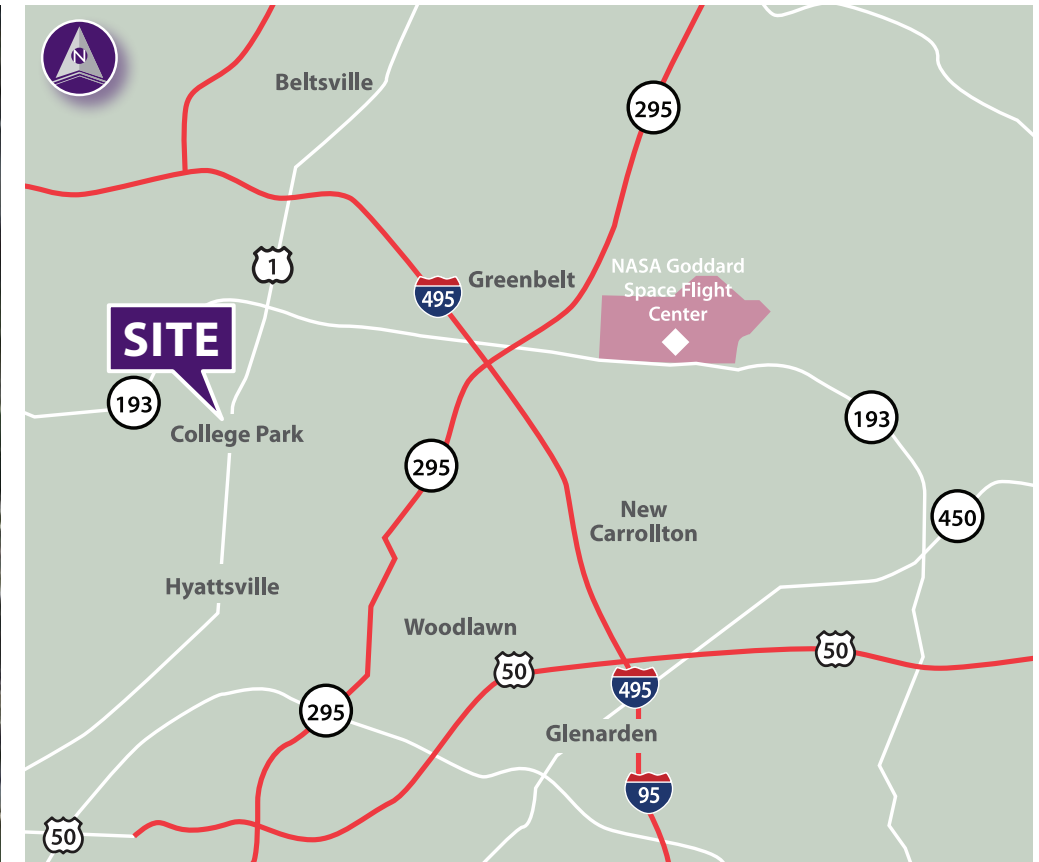 N
Beltsville
295
1
495
Greenbelt
NASA Goddard
Space Flight
Center
SITE
193
193
College Park
295
New
Carrollton
450
Hyattsville
Woodlawn
50
50
495
295
Glenarden
95
50